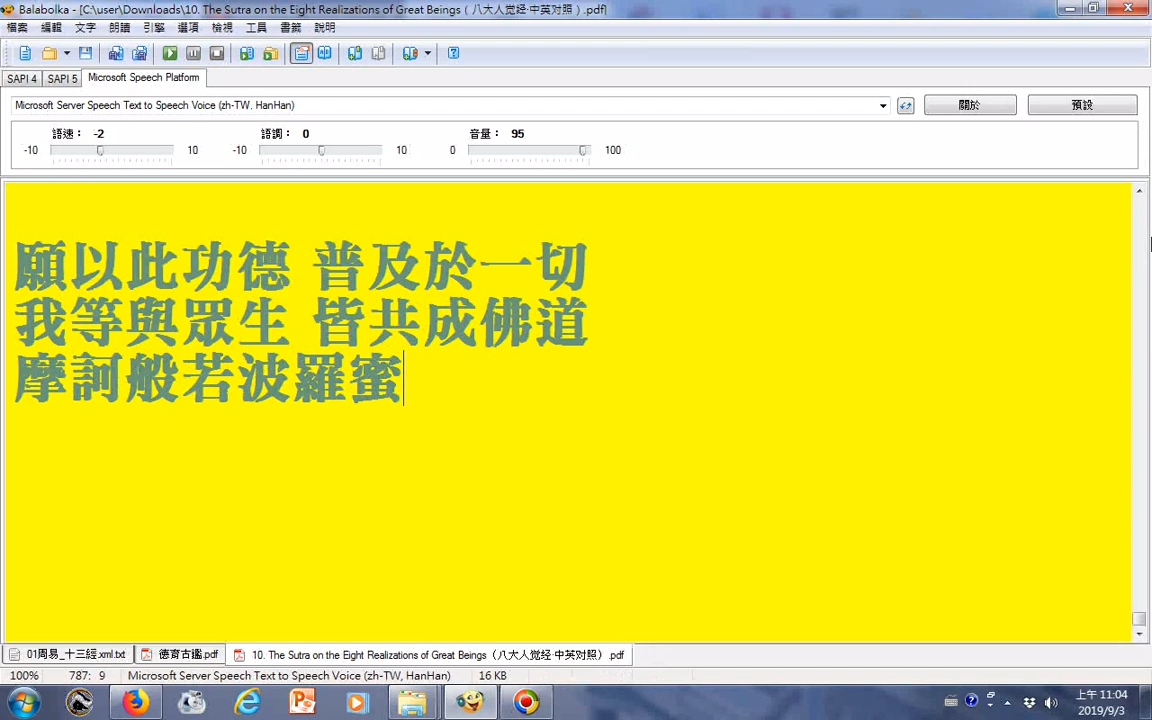 Balabolka - [C:\user\Downloads\10. The Sutra on the Eight Realizations of Great Beings（八大人觉经·中英对照）.pdf]
檔案 編輯 文字 朗讀 引擎 選項 檢視 工具 書籤 說明
SAPI 4 SAPI 5 Microsoft Speech Platform
Microsoft Server Speech Text to Speech Voice (zh-TW, HanHan) 關於 預設
語速： -2 語調： 0 音量： 95
-10 10 -10 10 0 100
願以此功德 普及於一切
我等與眾生 皆共成佛道
摩訶般若波羅蜜
01周易_十三經.xml.txt 德育古鑑.pdf 10. The Sutra on the Eight Realizations of Great Beings（八大人觉经·中英对照）.pdf
100% 787: 9 Microsoft Server Speech Text to Speech Voice (zh-TW, HanHan) 16 KB
上午 11:04
2019/9/3